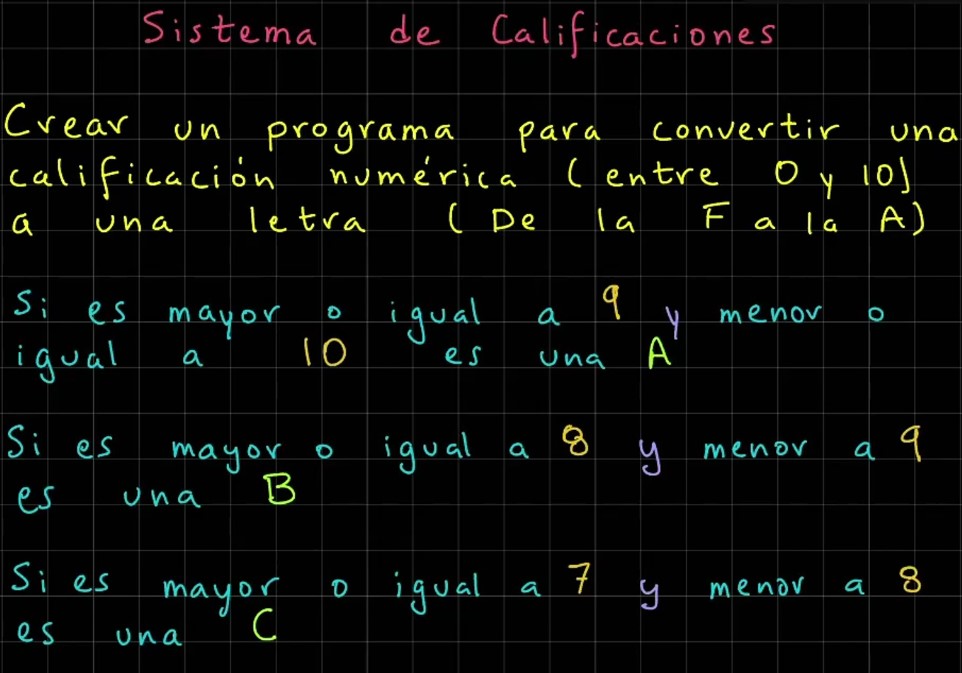 Sistema de Calificaciones
Crear un programa para convertir una
calificación numérica (entre 0 y 10)
a una letra (De la F a la A)
Si es mayor o igual a 9 y menor o
igual a 10 es una A
Si es mayor o igual a 8 y menor a 9
es una B
Si es mayor o igual a 7 y menor a 8
es una C